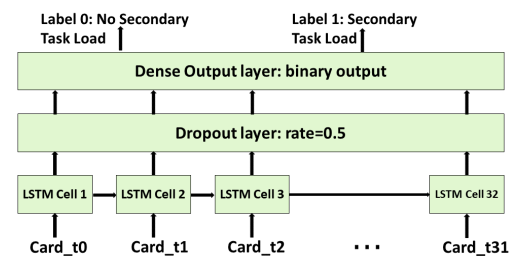 Label 0: No Secondary
Task Load
Label 1: Secondary
Task Load
Dense Output layer: binary output
Dropout layer: rate=0.5
LSTM Cell 1
LSTM Cell 2
LSTM Cell 3
LSTM Cell 32
Card_t0
Card_t1
Card_t2
...
Card_t31